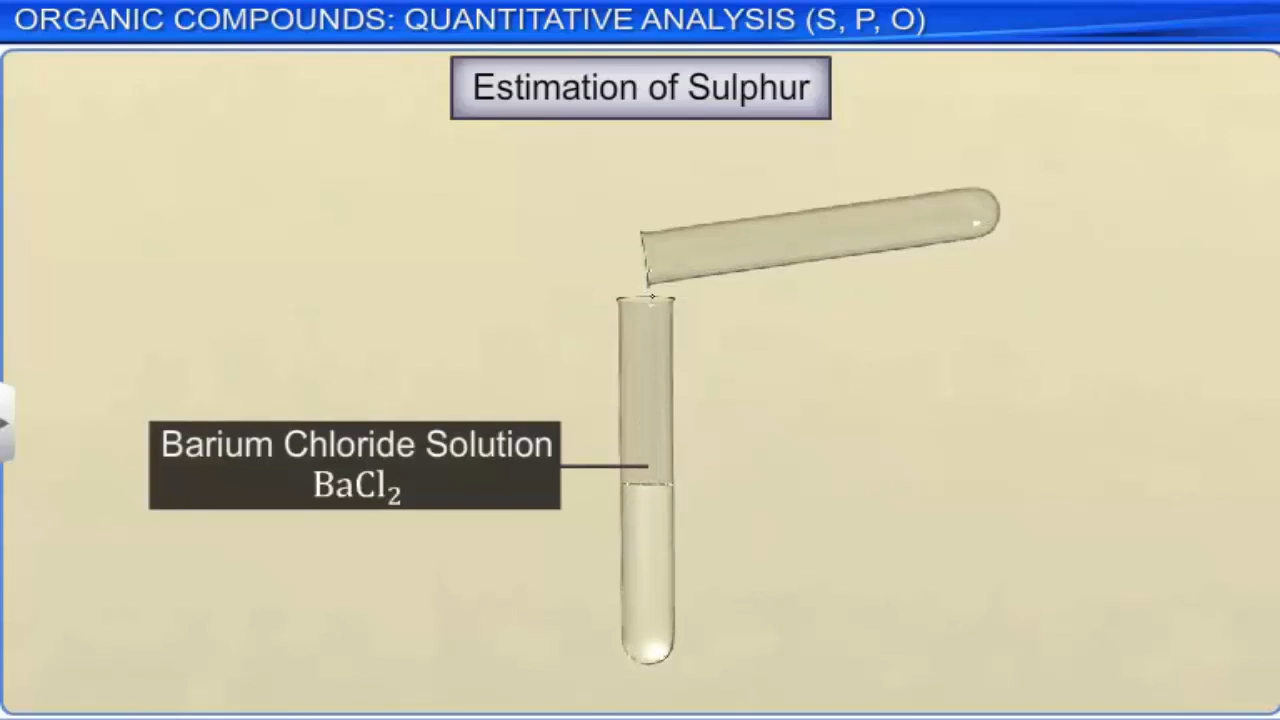 ORGANIC COMPOUNDS: QUANTITATIVE ANALYSIS (S, P, O)
Estimation of Sulphur
Barium Chloride Solution
BaCl₂